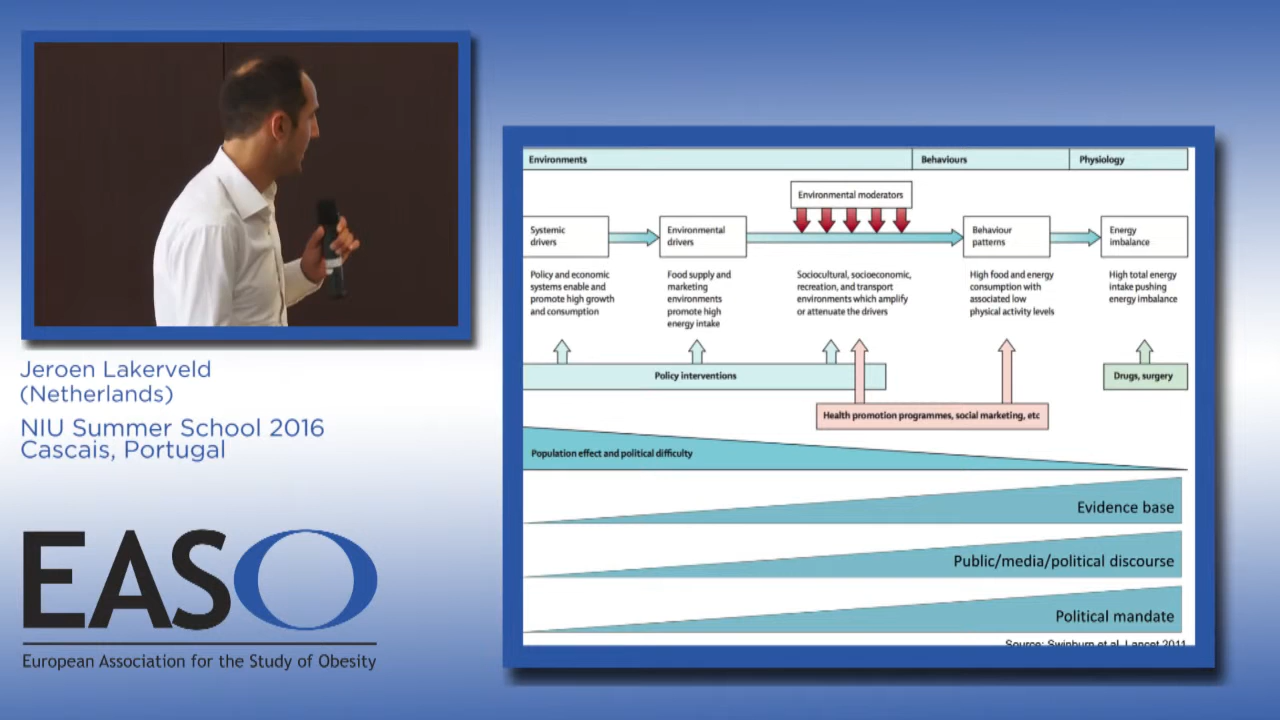 Jeroen Lakerveld
(Netherlands)
NIU Summer School 2016
Cascais, Portugal
EASO
European Association for the Study of Obesity
Environments
Behaviours
Physiology
Environmental moderators
Systemic
drivers
Environmental
drivers
Behaviour
patterns
Energy
imbalance
Policy and economic
systems enable and
promote high growth
and consumption
Food supply and
marketing
environments
promote high
energy intake
Sociocultural, socioeconomic,
recreation, and transport
environments which amplify
or attenuate the drivers
High food and energy
consumption with
associated low
physical activity levels
High total energy
intake pushing
energy imbalance
Policy interventions
Drugs, surgery
Health promotion programmes, social marketing, etc
Population effect and political difficulty
Evidence base
Public/media/political discourse
Political mandate
Source: Swinburn et al. Lancet 2011